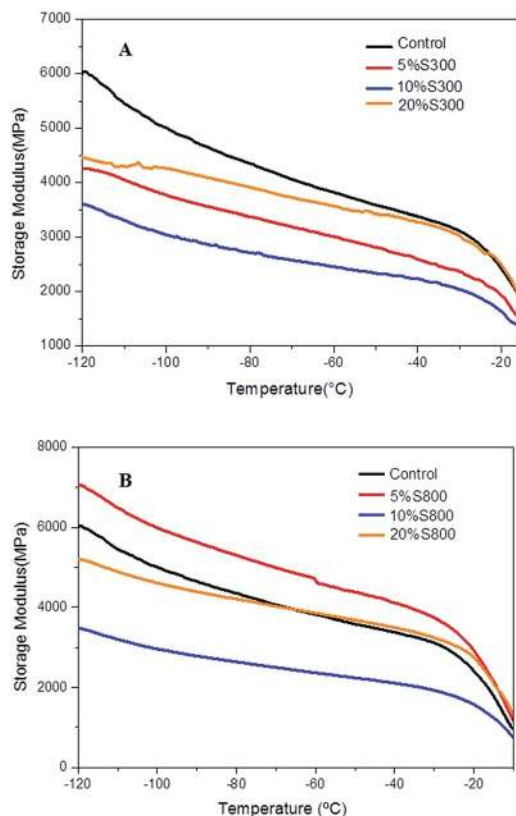 A
Control
5%S300
10%S300
20%S300
7000
6000
5000
4000
3000
2000
1000
Storage Modulus(MPa)
-120 -100 -80 -60 -40 -20
Temperature(°C)
B
Control
5%S800
10%S800
20%S800
8000
6000
4000
2000
0
Storage Modulus(MPa)
-120 -100 -80 -60 -40 -20
Temperature (ºC)